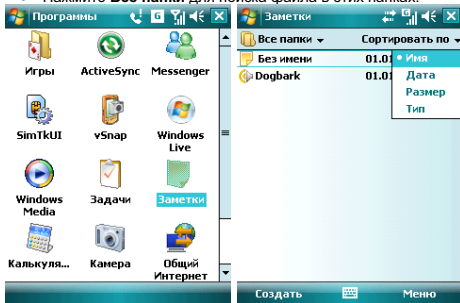 Нажмите Все папки для поиска файла в этих папках.
Программы
G
Игры
ActiveSync
Messenger
SimTkUI
vSnap
Windows Live
Windows Media
Задачи
Заметки
Калькуля...
Камера
Общий Интернет
Заметки
Все папки
Сортировать по
Без имени 01.01
Dogbark 01.01
Имя
Дата
Размер
Тип
Создать
Меню